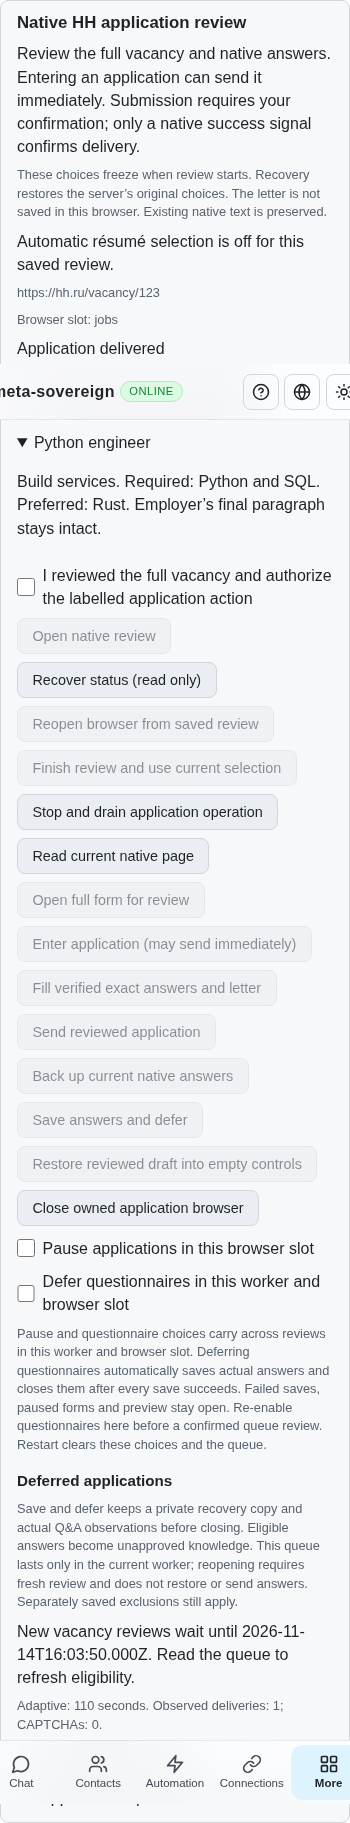 Native HH application review
Review the full vacancy and native answers.
Entering an application can send it
immediately. Submission requires your
confirmation; only a native success signal
confirms delivery.
These choices freeze when review starts. Recovery
restores the server's original choices. The letter is not
saved in this browser. Existing native text is preserved.
Automatic résumé selection is off for this
saved review.
https://hh.ru/vacancy/123
Browser slot: jobs
Application delivered
meta-sovereign ONLINE
Python engineer
Build services. Required: Python and SQL.
Preferred: Rust. Employer’s final paragraph
stays intact.
I reviewed the full vacancy and authorize
the labelled application action
Open native review
Recover status (read only)
Reopen browser from saved review
Finish review and use current selection
Stop and drain application operation
Read current native page
Open full form for review
Enter application (may send immediately)
Fill verified exact answers and letter
Send reviewed application
Back up current native answers
Save answers and defer
Restore reviewed draft into empty controls
Close owned application browser
Pause applications in this browser slot
Defer questionnaires in this worker and
browser slot
Pause and questionnaire choices carry across reviews
in this worker and browser slot. Deferring
questionnaires automatically saves actual answers and
closes them after every save succeeds. Failed saves,
paused forms and preview stay open. Re-enable
questionnaires here before a confirmed queue review.
Restart clears these choices and the queue.
Deferred applications
Save and defer keeps a private recovery copy and
actual Q&A observations before closing. Eligible
answers become unapproved knowledge. This queue
lasts only in the current worker; reopening requires
fresh review and does not restore or send answers.
Separately saved exclusions still apply.
New vacancy reviews wait until 2026-11-
14T16:03:50.000Z. Read the queue to
refresh eligibility.
Adaptive: 110 seconds. Observed deliveries: 1;
CAPTCHAs: 0.
Chat
Contacts
Automation
Connections
More